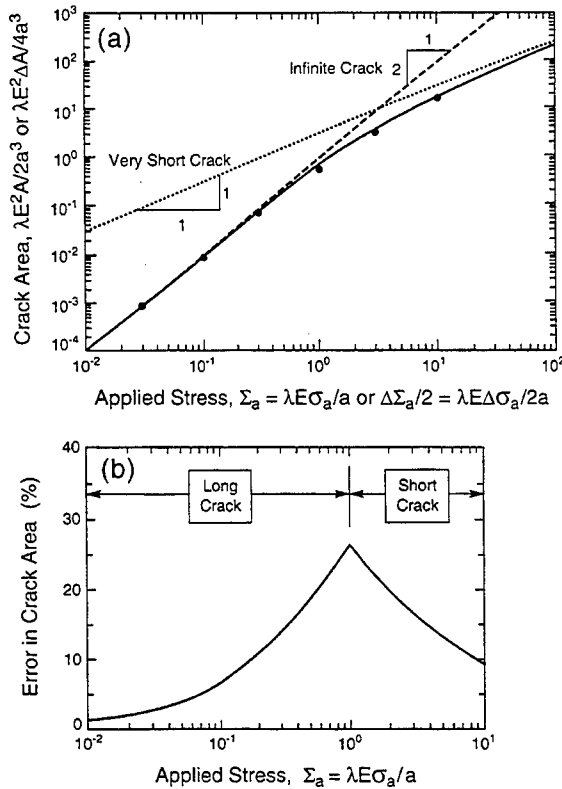 (a)
Crack Area, λE²A/2a³ or λE²ΔA/4a³
10³
10²
10¹
10⁰
10⁻¹
10⁻²
10⁻³
10⁻⁴
Infinite Crack
1
2
Very Short Crack
1
1
10⁻²
10⁻¹
10⁰
10¹
10²
Applied Stress, Σₐ = λEσₐ/a or ΔΣₐ/2 = λEΔσₐ/2a
(b)
Error in Crack Area (%)
40
35
25
10
0
Long
Crack
Short
Crack
10⁻²
10⁻¹
10⁰
10¹
Applied Stress, Σₐ = λEσₐ/a